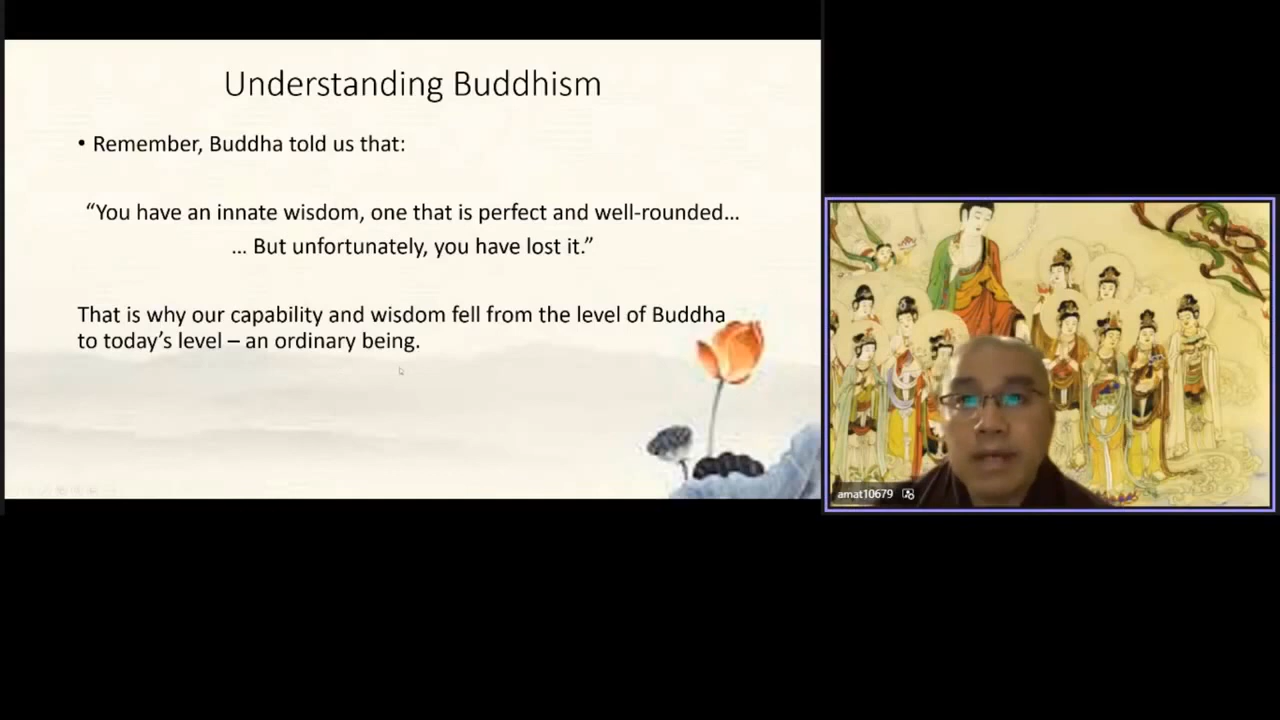 Understanding Buddhism
• Remember, Buddha told us that:
“You have an innate wisdom, one that is perfect and well-rounded…
… But unfortunately, you have lost it.”
That is why our capability and wisdom fell from the level of Buddha
to today’s level – an ordinary being.
amat10679